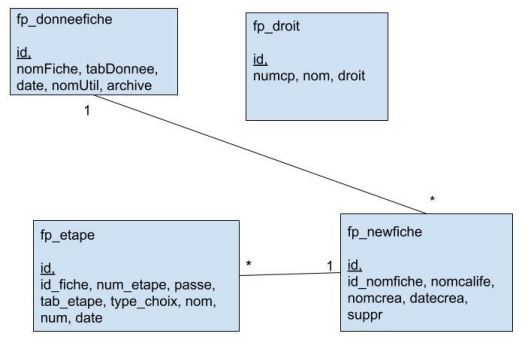 fp_donneefiche
id,
nomFiche, tabDonnee,
date, nomUtil, archive
fp_droit
id,
numcp, nom, droit
1
*
fp_etape
id,
id_fiche, num_etape, passe,
tab_etape, type_choix, nom,
num, date
*
1
fp_newfiche
id,
id_nomfiche, nomcalife,
nomcrea, datecrea,
suppr